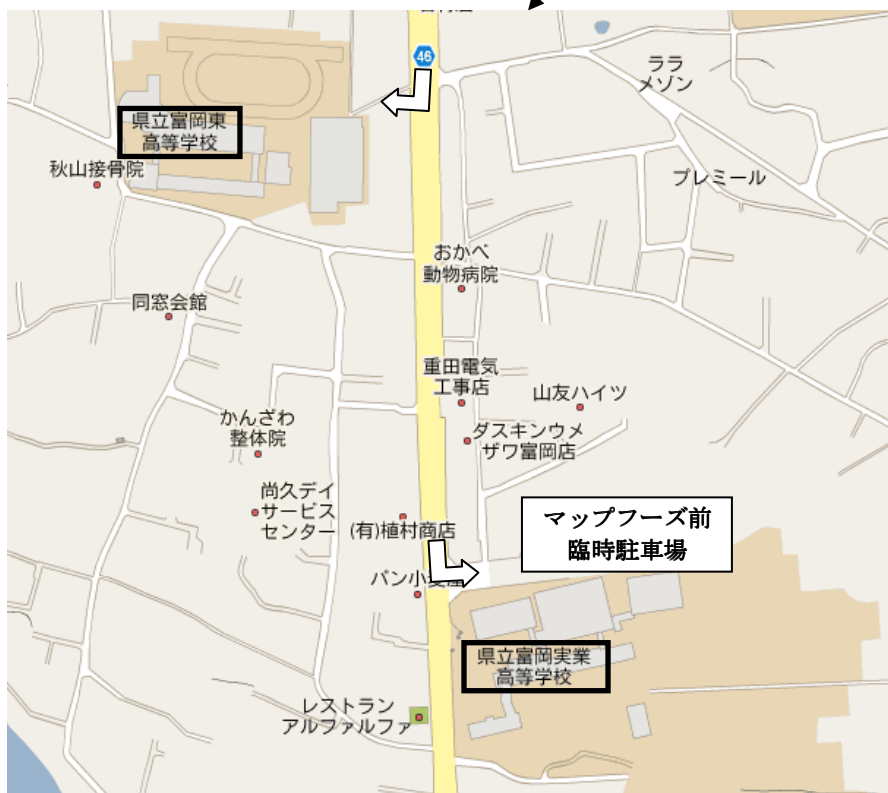 46
ララ
メゾン
県立富岡東
高等学校
秋山接骨院
プレミール
おかべ
動物病院
同窓会館
重田電気
工事店
山友ハイツ
かんざわ
整体院
ダスキンウメ
ザワ富岡店
尚久デイ
サービス
センター
(有)植村商店
マップフーズ前
臨時駐車場
パン小
県立富岡実業
高等学校
レストラン
アルファルファ